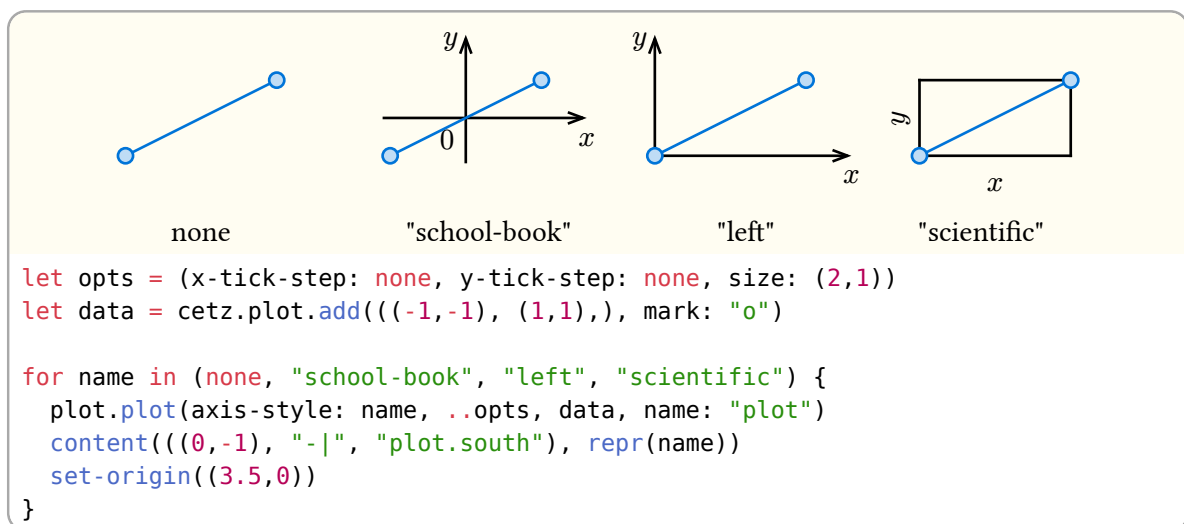 y
y
y
0
x
x
x
none "school-book" "left" "scientific"
let opts = (x-tick-step: none, y-tick-step: none, size: (2,1))
let data = cetz.plot.add(((-1,-1), (1,1),), mark: "o")
for name in (none, "school-book", "left", "scientific") {
  plot.plot(axis-style: name, ..opts, data, name: "plot")
  content(((0,-1), "-|", "plot.south"), repr(name))
  set-origin((3.5,0))
}